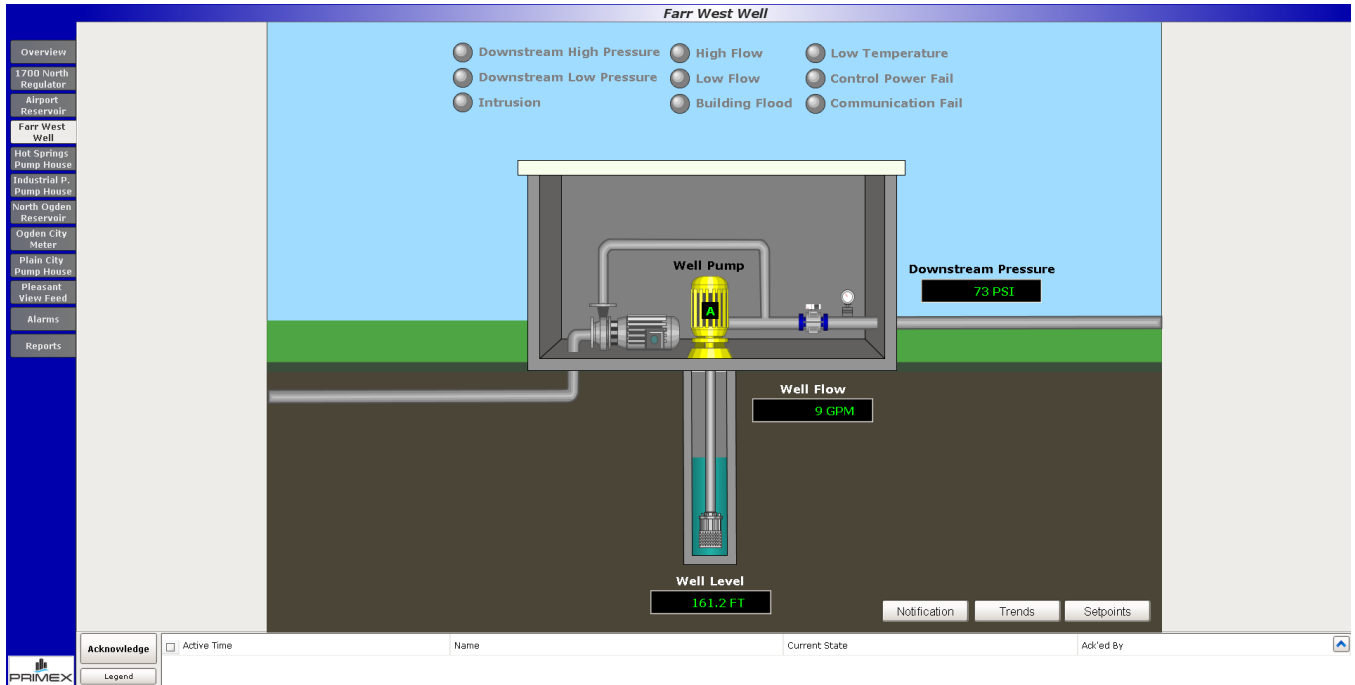 Farr West Well
Overview
1700 North
Regulator
Airport
Reservoir
Farr West
Well
Hot Springs
Pump House
Industrial P.
Pump House
North Ogden
Reservoir
Ogden City
Meter
Plain City
Pump House
Pleasant
View Feed
Alarms
Reports
Downstream High Pressure
High Flow
Low Temperature
Downstream Low Pressure
Low Flow
Control Power Fail
Intrusion
Building Flood
Communication Fail
Well Pump
A
Downstream Pressure
73 PSI
Well Flow
9 GPM
Well Level
161.2 FT
Notification
Trends
Setpoints
Acknowledge
Legend
Active Time
Name
Current State
Ack'ed By
PRIMEX